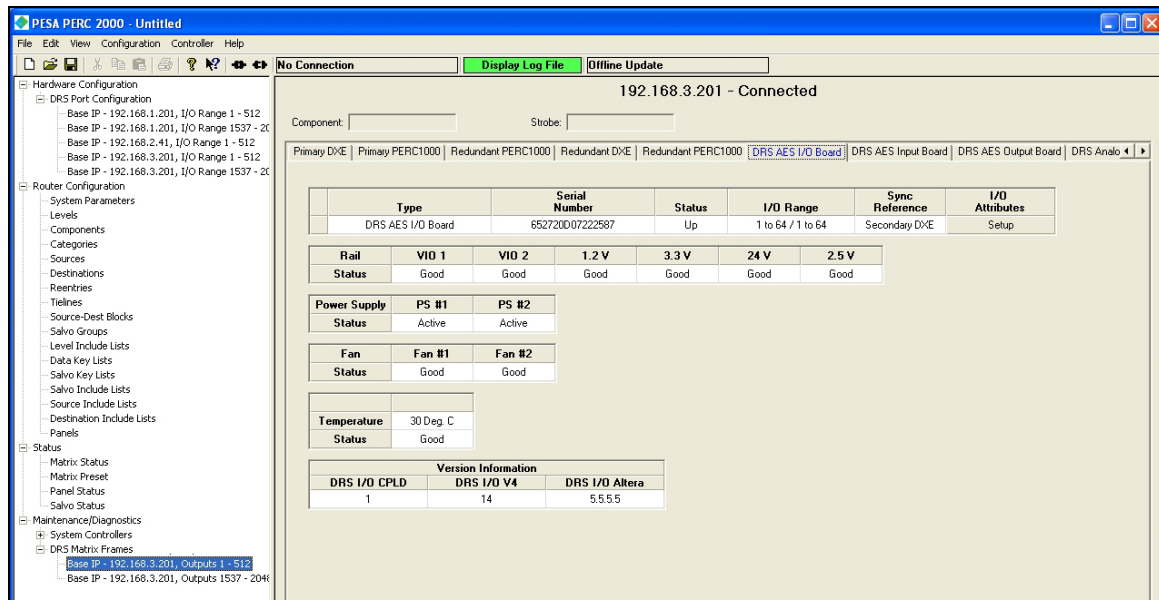 PESA PERC 2000 - Untitled
File Edit View Configuration Controller Help
No Connection Display Log File Offline Update
Hardware Configuration
DRS Port Configuration
Base IP - 192.168.1.201, I/O Range 1 - 512
Base IP - 192.168.1.201, I/O Range 1537 - 20
Base IP - 192.168.2.41, I/O Range 1 - 512
Base IP - 192.168.3.201, I/O Range 1 - 512
Base IP - 192.168.3.201, I/O Range 1537 - 20
Router Configuration
System Parameters
Levels
Components
Categories
Sources
Destinations
Reentries
Tielines
Source-Dest Blocks
Salvo Groups
Level Include Lists
Data Key Lists
Salvo Key Lists
Salvo Include Lists
Source Include Lists
Destination Include Lists
Panels
Status
Matrix Status
Matrix Preset
Panel Status
Salvo Status
Maintenance/Diagnostics
System Controllers
DRS Matrix Frames
Base IP - 192.168.3.201, Outputs 1 - 512
Base IP - 192.168.3.201, Outputs 1537 - 2048
192.168.3.201 - Connected
Component: Strobe:
Primary DXE Primary PERC1000 Redundant PERC1000 Redundant DXE Redundant PERC1000 DRS AES I/O Board DRS AES Input Board DRS AES Output Board DRS Analo
Type Serial Number Status I/O Range Sync Reference I/O Attributes
DRS AES I/O Board 652720D07222587 Up 1 to 64 / 1 to 64 Secondary DXE Setup
Rail VIO 1 VIO 2 1.2 V 3.3 V 24 V 2.5 V
Status Good Good Good Good Good Good
Power Supply PS #1 PS #2
Status Active Active
Fan Fan #1 Fan #2
Status Good Good
Temperature 30 Deg. C
Status Good
Version Information
DRS I/O CPLD DRS I/O V4 DRS I/O Altera
1 14 5.5.5.5